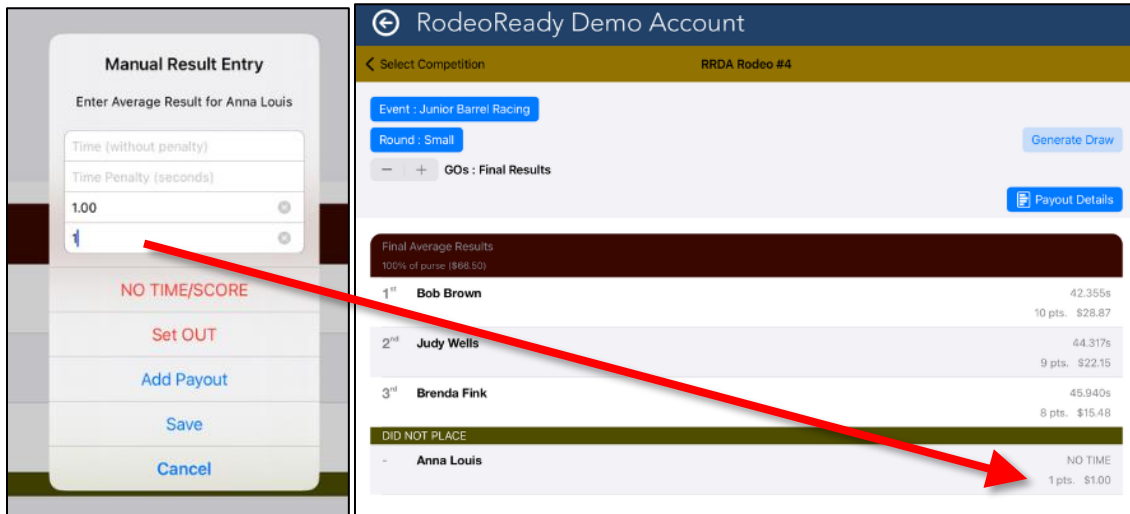 Manual Result Entry
Enter Average Result for Anna Louis
Time (without penalty)
Time Penalty (seconds)
1.00
1
NO TIME/SCORE
Set OUT
Add Payout
Save
Cancel
RodeoReady Demo Account
Select Competition RRDA Rodeo #4
Event : Junior Barrel Racing
Round : Small Generate Draw
− + GOs : Final Results
Payout Details
Final Average Results
100% of purse ($66.50)
1st Bob Brown 42.355s
10 pts. $28.87
2nd Judy Wells 44.317s
9 pts. $22.15
3rd Brenda Fink 45.940s
8 pts. $15.48
DID NOT PLACE
- Anna Louis NO TIME
1 pts. $1.00